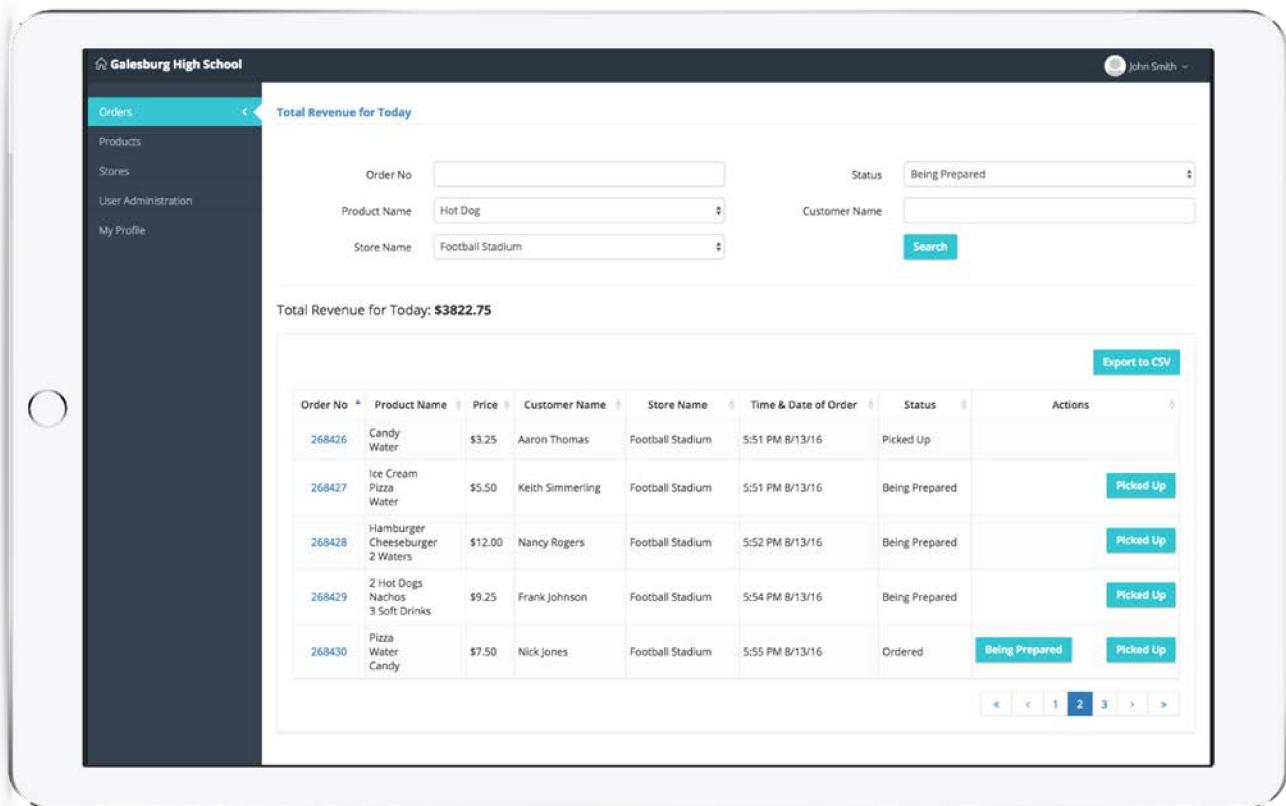 Galesburg High School
John Smith
Orders
Products
Stores
User Administration
My Profile
Total Revenue for Today
Order No
Status
Being Prepared
Product Name
Hot Dog
Customer Name
Store Name
Football Stadium
Search
Total Revenue for Today: $3822.75
Export to CSV
Order No Product Name Price Customer Name Store Name Time & Date of Order Status Actions
268426 Candy $3.25 Aaron Thomas Football Stadium 5:51 PM 8/13/16 Picked Up
Water
Ice Cream
268427 Pizza $5.50 Keith Simmerling Football Stadium 5:51 PM 8/13/16 Being Prepared Picked Up
Water
Hamburger
268428 Cheeseburger $12.00 Nancy Rogers Football Stadium 5:52 PM 8/13/16 Being Prepared Picked Up
2 Waters
2 Hot Dogs
268429 Nachos $9.25 Frank Johnson Football Stadium 5:54 PM 8/13/16 Being Prepared Picked Up
3 Soft Drinks
Pizza
268430 Water $7.50 Nick Jones Football Stadium 5:55 PM 8/13/16 Ordered Being Prepared Picked Up
Candy
« ‹ 1 2 3 › »